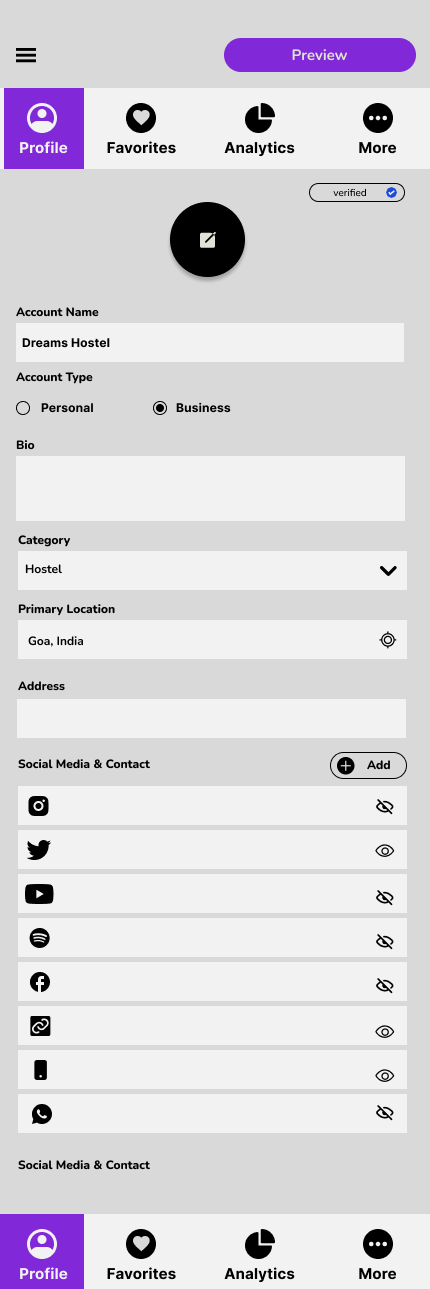 Preview
Profile Favorites Analytics More
verified
Account Name
Dreams Hostel
Account Type
Personal Business
Bio
Category
Hostel
Primary Location
Goa, India
Address
Social Media & Contact Add
Social Media & Contact
Profile Favorites Analytics More